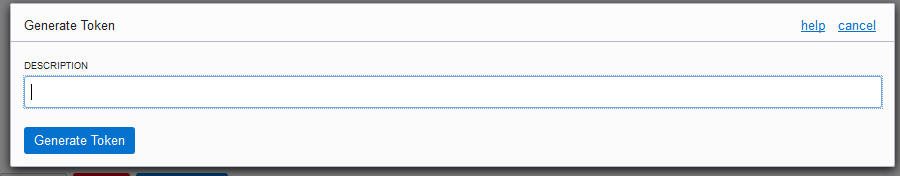 Generate Token help cancel
DESCRIPTION
Generate Token